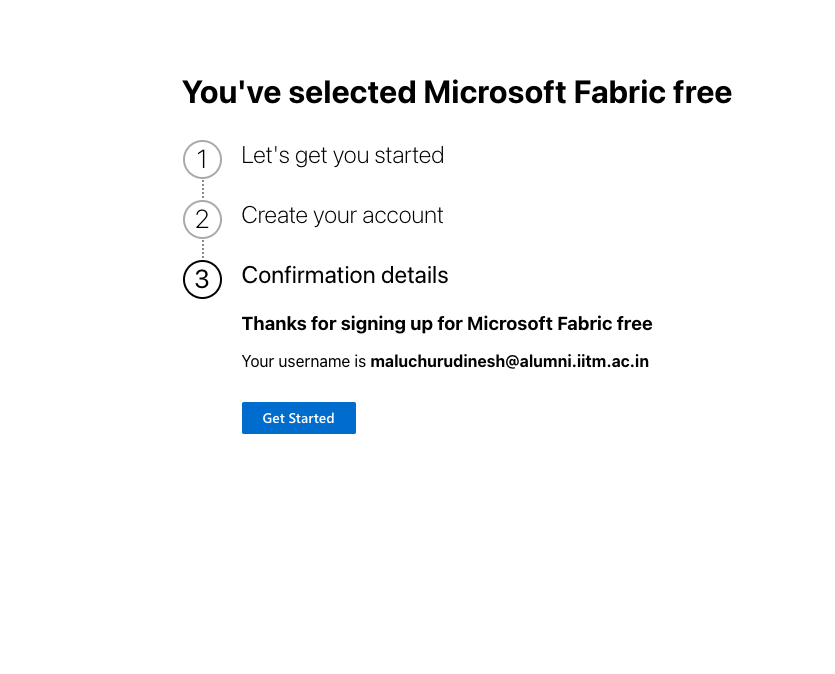 You've selected Microsoft Fabric free
1 Let's get you started
2 Create your account
3 Confirmation details
Thanks for signing up for Microsoft Fabric free
Your username is maluchurudinesh@alumni.iitm.ac.in
Get Started